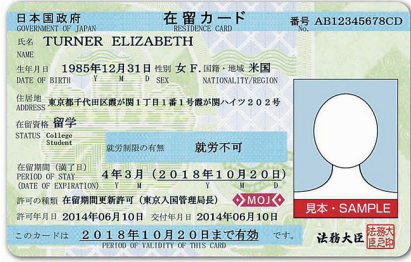 日本国政府 在留カード 番号 AB12345678CD
GOVERNMENT OF JAPAN RESIDENCE CARD No.
氏名 TURNER ELIZABETH
NAME
生年月日 1985年12月31日 性別 女 F. 国籍・地域 米国
DATE OF BIRTH Y M D SEX NATIONALITY/REGION
住居地 東京都千代田区霞が関1丁目1番1号霞が関ハイツ202号
ADDRESS
在留資格 留学
STATUS College Student
就労制限の有無 就労不可
在留期間(満了日) 4年3月(2018年10月20日)
PERIOD OF STAY
(DATE OF EXPIRATION) Y M Y M D
許可の種類 在留期間更新許可(東京入国管理局長) MOJ
見本・SAMPLE
許可年月日 2014年06月10日 交付年月日 2014年06月10日
このカードは 2018年10月20日まで有効 です。
PERIOD OF VALIDITY OF THIS CARD
法務大臣